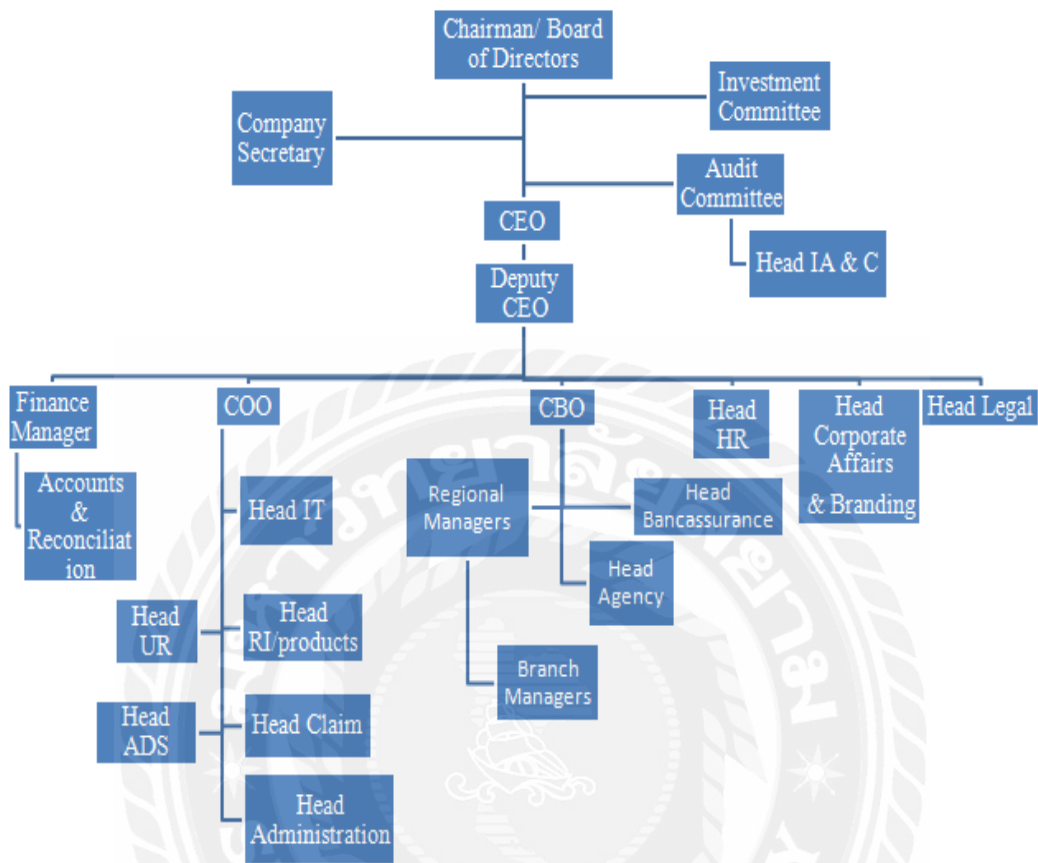 Chairman/ Board
of Directors
Investment
Committee
Company
Secretary
Audit
Committee
CEO
Head IA & C
Deputy
CEO
Finance
Manager
COO
CBO
Head
HR
Head
Corporate
Affairs
& Branding
Head Legal
Accounts
&
Reconciliat
ion
Head IT
Regional
Managers
Head
Bancassurance
Head
Agency
Head
UR
Head
RI/products
Branch
Managers
Head
ADS
Head Claim
Head
Administration